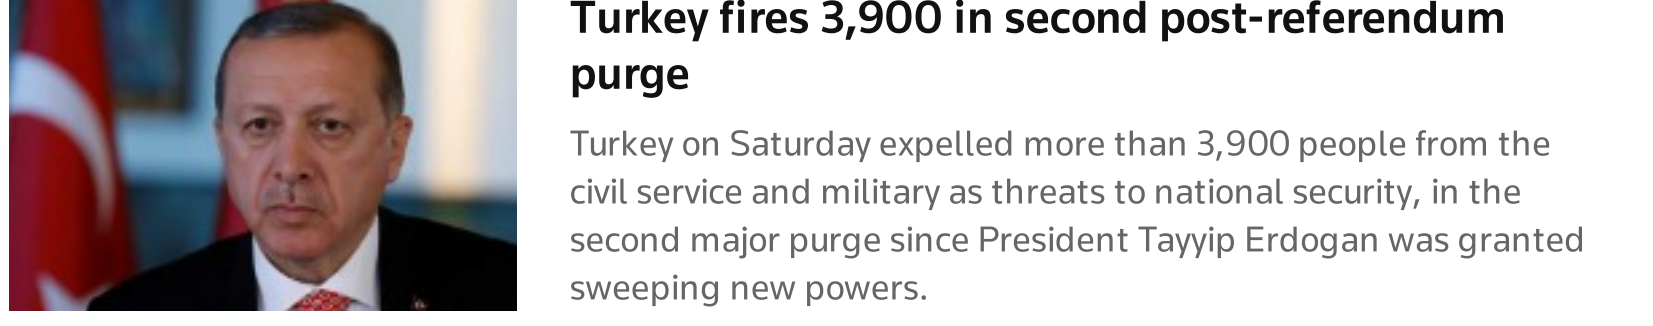 Turkey fires 3,900 in second post-referendum
purge
Turkey on Saturday expelled more than 3,900 people from the
civil service and military as threats to national security, in the
second major purge since President Tayyip Erdogan was granted
sweeping new powers.